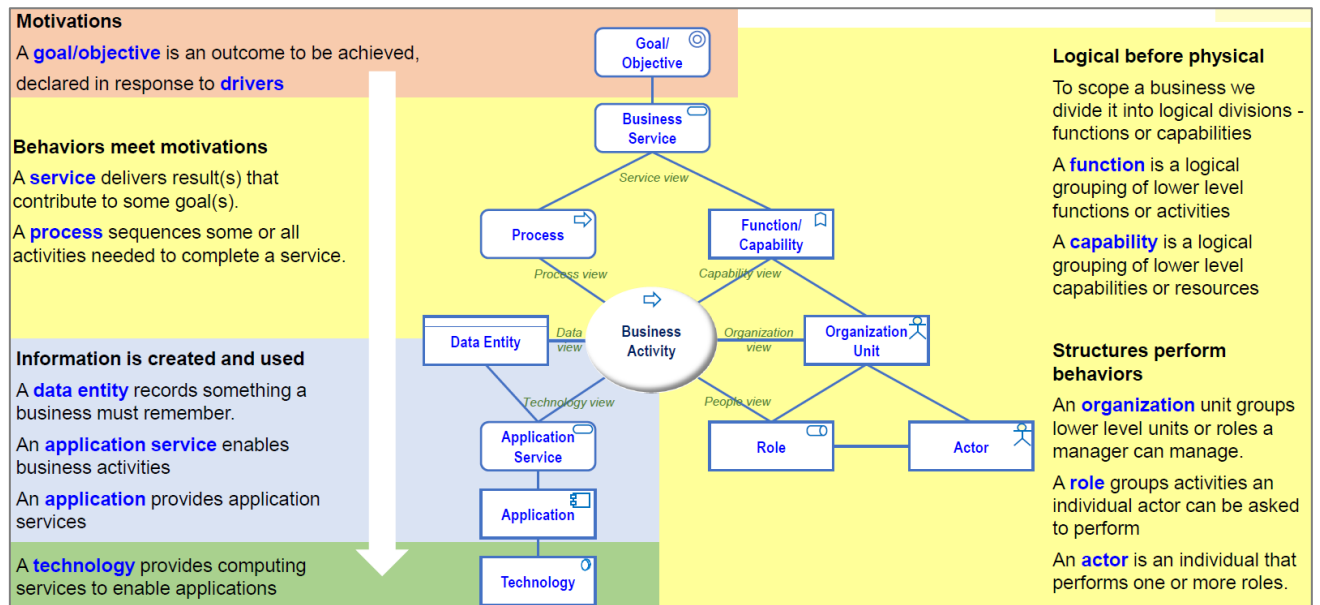 Motivations
A goal/objective is an outcome to be achieved,
declared in response to drivers
Behaviors meet motivations
A service delivers result(s) that
contribute to some goal(s).
A process sequences some or all
activities needed to complete a service.
Information is created and used
A data entity records something a
business must remember.
An application service enables
business activities
An application provides application
services
A technology provides computing
services to enable applications
Goal/
Objective
Business
Service
Service view
Process
Function/
Capability
Process view
Capability view
Data Entity
Data
view
Business
Activity
Organization
view
Organization
Unit
Technology view
People view
Application
Service
Role
Actor
Application
Technology
Logical before physical
To scope a business we
divide it into logical divisions -
functions or capabilities
A function is a logical
grouping of lower level
functions or activities
A capability is a logical
grouping of lower level
capabilities or resources
Structures perform
behaviors
An organization unit groups
lower level units or roles a
manager can manage.
A role groups activities an
individual actor can be asked
to perform
An actor is an individual that
performs one or more roles.